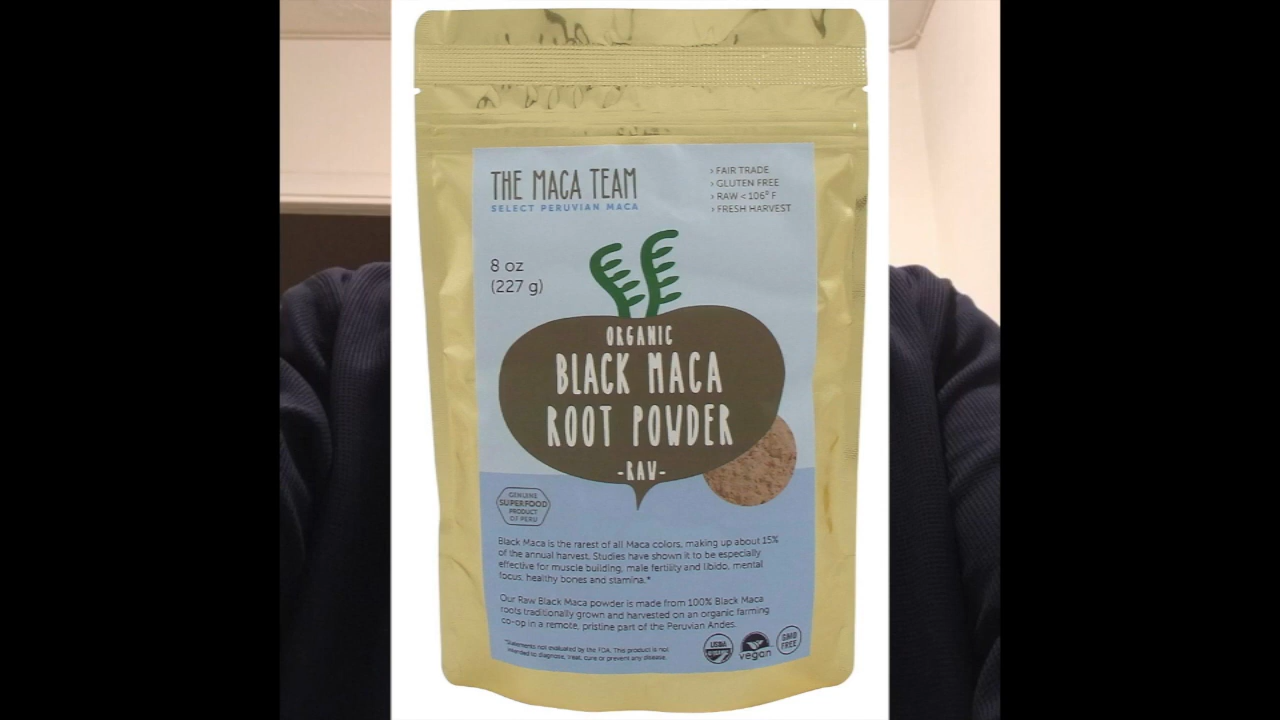 THE MACA TEAM
SELECT PERUVIAN MACA
› FAIR TRADE
› GLUTEN FREE
› RAW < 106° F
› FRESH HARVEST
8 oz
(227 g)
ORGANIC
BLACK MACA
ROOT POWDER
-RAW-
GENUINE
SUPERFOOD
PRODUCT
OF PERU
Black Maca is the rarest of all Maca colors, making up about 15%
of the annual harvest. Studies have shown it to be especially
effective for muscle building, male fertility and libido, mental
focus, healthy bones and stamina.*
Our Raw Black Maca powder is made from 100% Black Maca
roots traditionally grown and harvested on an organic farming
co-op in a remote, pristine part of the Peruvian Andes.
*Statements not evaluated by the FDA. This product is not
intended to diagnose, treat, cure or prevent any disease.
USDA
ORGANIC
vegan
GMO
FREE